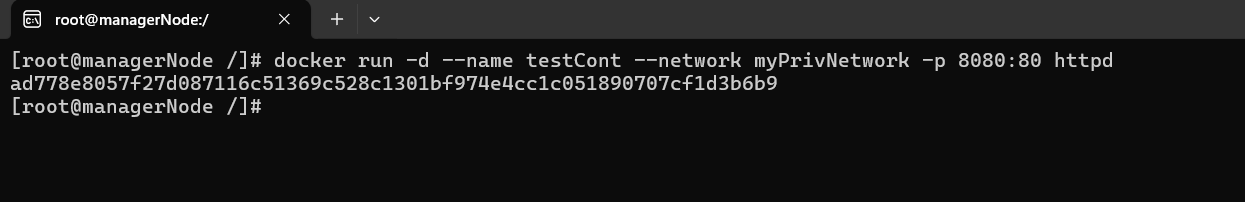 root@managerNode:/
[root@managerNode /]# docker run -d --name testCont --network myPrivNetwork -p 8080:80 httpd
ad778e8057f27d087116c51369c528c1301bf974e4cc1c051890707cf1d3b6b9
[root@managerNode /]#